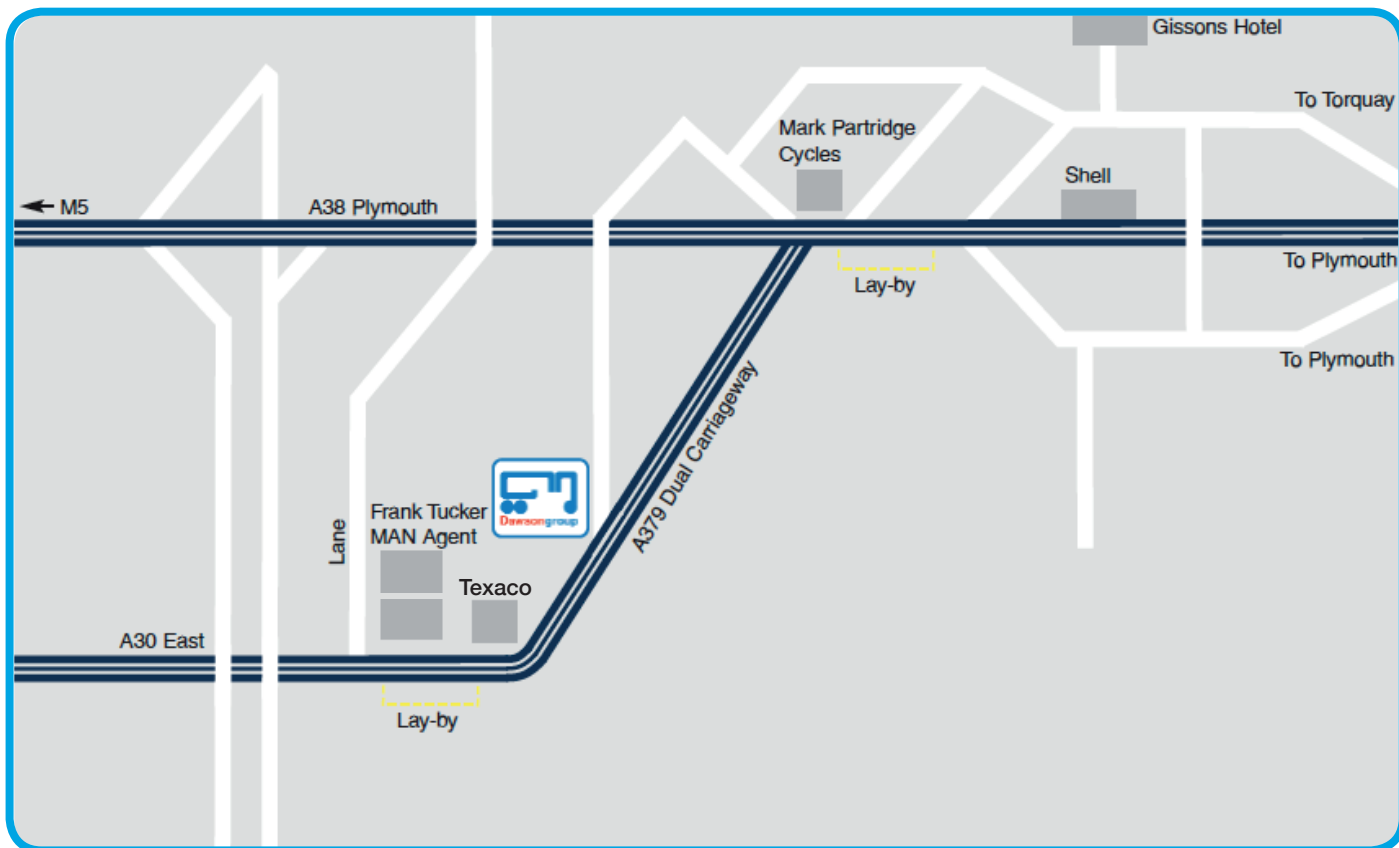 Gissons Hotel
To Torquay
Mark Partridge
Cycles
Shell
M5
A38 Plymouth
To Plymouth
Lay-by
To Plymouth
A379 Dual Carriageway
Dawsongroup
Frank Tucker
MAN Agent
Lane
Texaco
A30 East
Lay-by